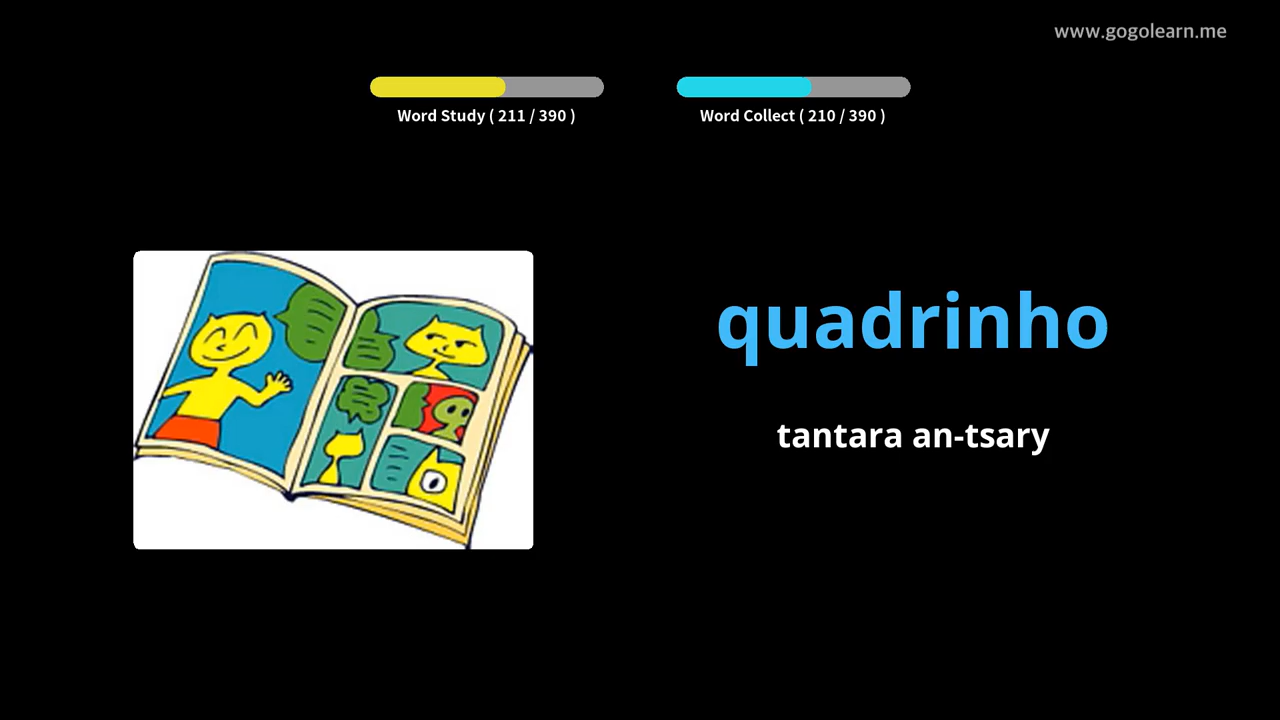 www.gogolearn.me
Word Study ( 211 / 390 )
Word Collect ( 210 / 390 )
quadrinho
tantara an-tsary